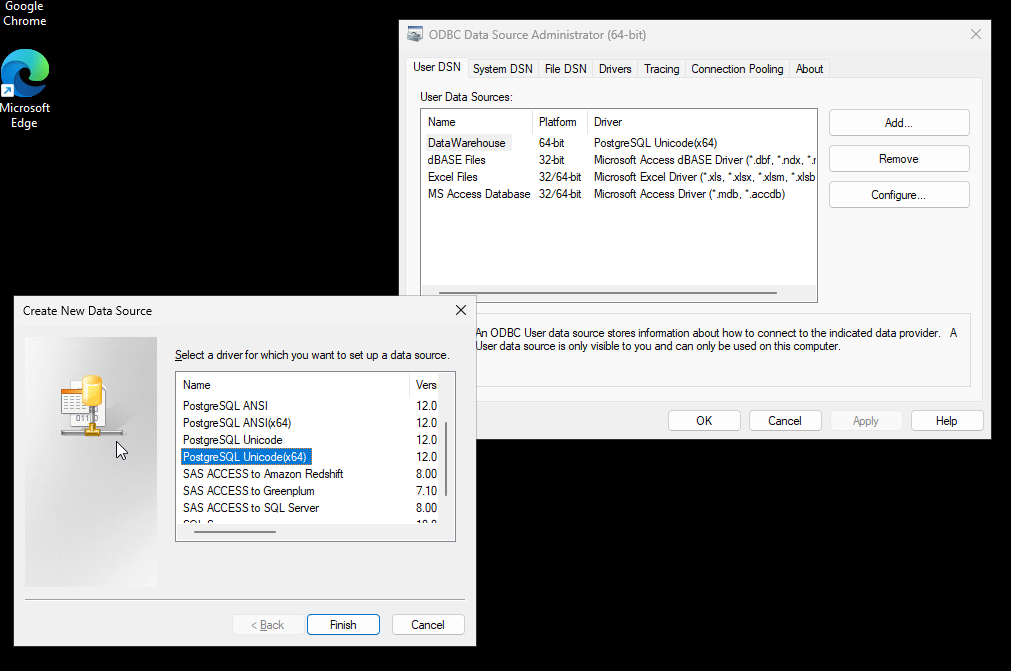 Google
Chrome
Microsoft
Edge
ODBC Data Source Administrator (64-bit)
User DSN System DSN File DSN Drivers Tracing Connection Pooling About
User Data Sources:
Name Platform Driver
DataWarehouse 64-bit PostgreSQL Unicode(x64)
dBASE Files 32-bit Microsoft Access dBASE Driver (*.dbf, *.ndx, *.
Excel Files 32/64-bit Microsoft Excel Driver (*.xls, *.xlsx, *.xlsm, *.xlsb
MS Access Database 32/64-bit Microsoft Access Driver (*.mdb, *.accdb)
Add...
Remove
Configure...
An ODBC User data source stores information about how to connect to the indicated data provider. A
User data source is only visible to you and can only be used on this computer.
OK Cancel Apply Help
Create New Data Source
Select a driver for which you want to set up a data source.
Name Vers
PostgreSQL ANSI 12.0
PostgreSQL ANSI(x64) 12.0
PostgreSQL Unicode 12.0
PostgreSQL Unicode(x64) 12.0
SAS ACCESS to Amazon Redshift 8.00
SAS ACCESS to Greenplum 7.10
SAS ACCESS to SQL Server 8.00
< Back Finish Cancel